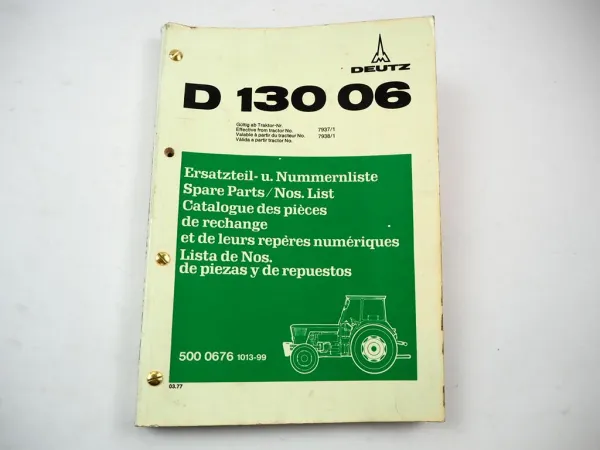 DEUTZ
D 130 06
Gültig ab Traktor-Nr.
Effective from tractor No. 7937/1
Valable à partir du tracteur No. 7938/1
Válida a partir tractor No.
Ersatzteil- u. Nummernliste
Spare Parts/Nos. List
Catalogue des pièces
de rechange
et de leurs repéres numériques
Lista de Nos.
de piezas y de repuestos
500 0676 1013-99
03.77